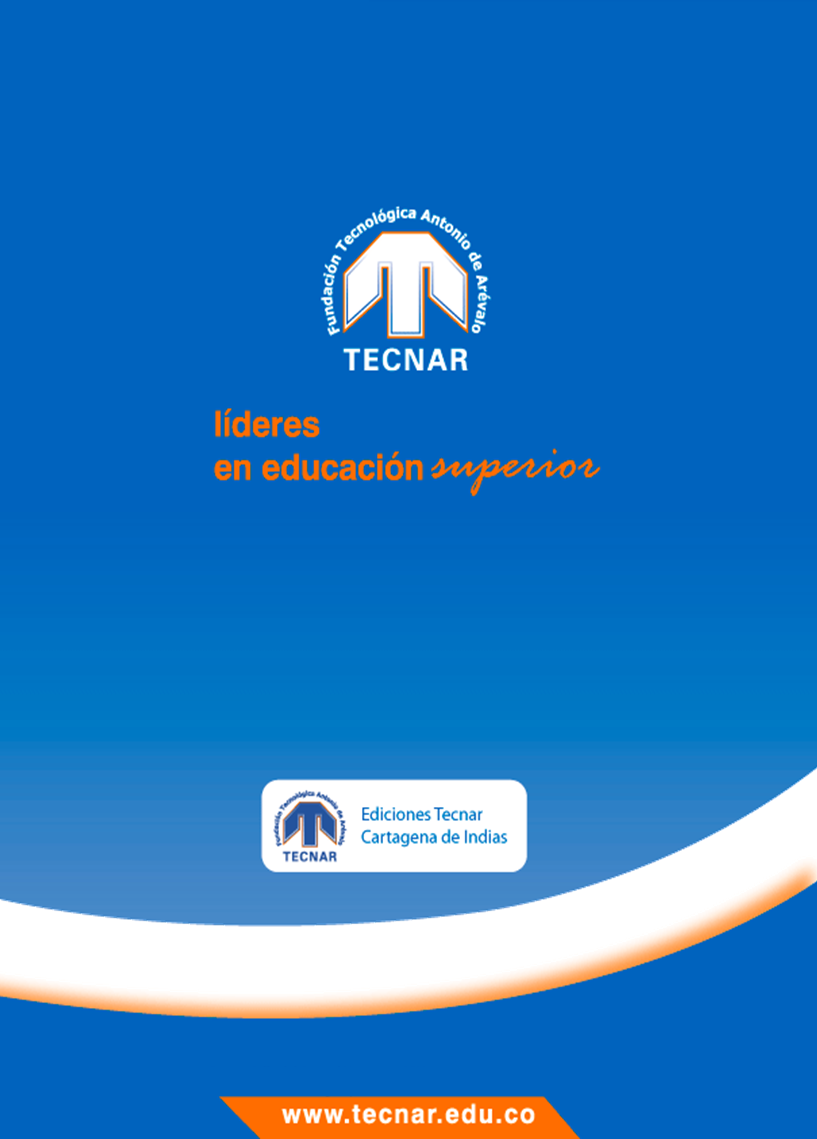 Fundación Tecnológica Antonio de Arévalo
TECNAR
líderes
en educación superior
Fundación Tecnológica Antonio de Arévalo
TECNAR
Ediciones Tecnar
Cartagena de Indias
www.tecnar.edu.co